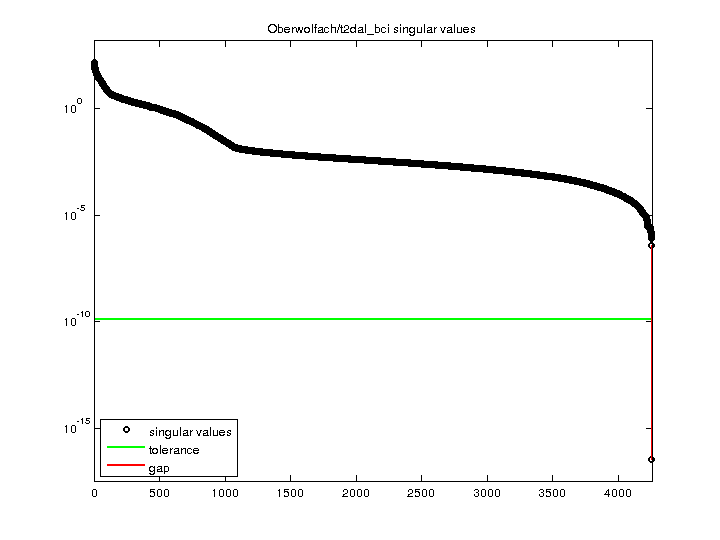 Oberwolfach/t2dal_bci singular values
10^0
10^-5
10^-10
10^-15
singular values
tolerance
gap
0 500 1000 1500 2000 2500 3000 3500 4000